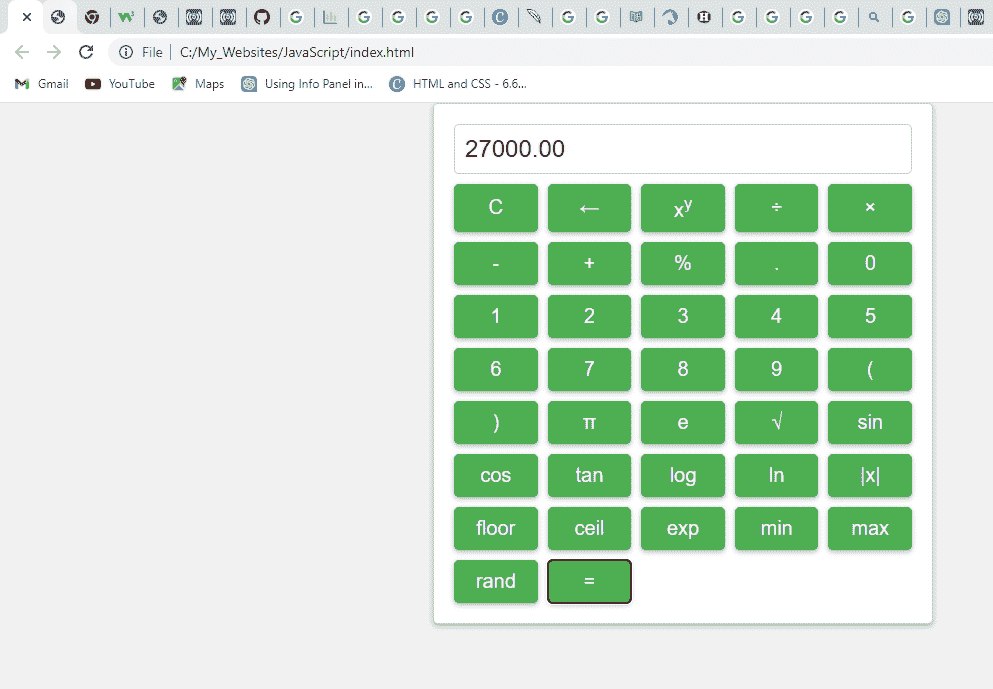 File C:/My_Websites/JavaScript/index.html
Gmail YouTube Maps Using Info Panel in... HTML and CSS - 6.6...
27000.00
C ← xʸ ÷ ×
- + % . 0
1 2 3 4 5
6 7 8 9 (
) π e √ sin
cos tan log ln |x|
floor ceil exp min max
rand =